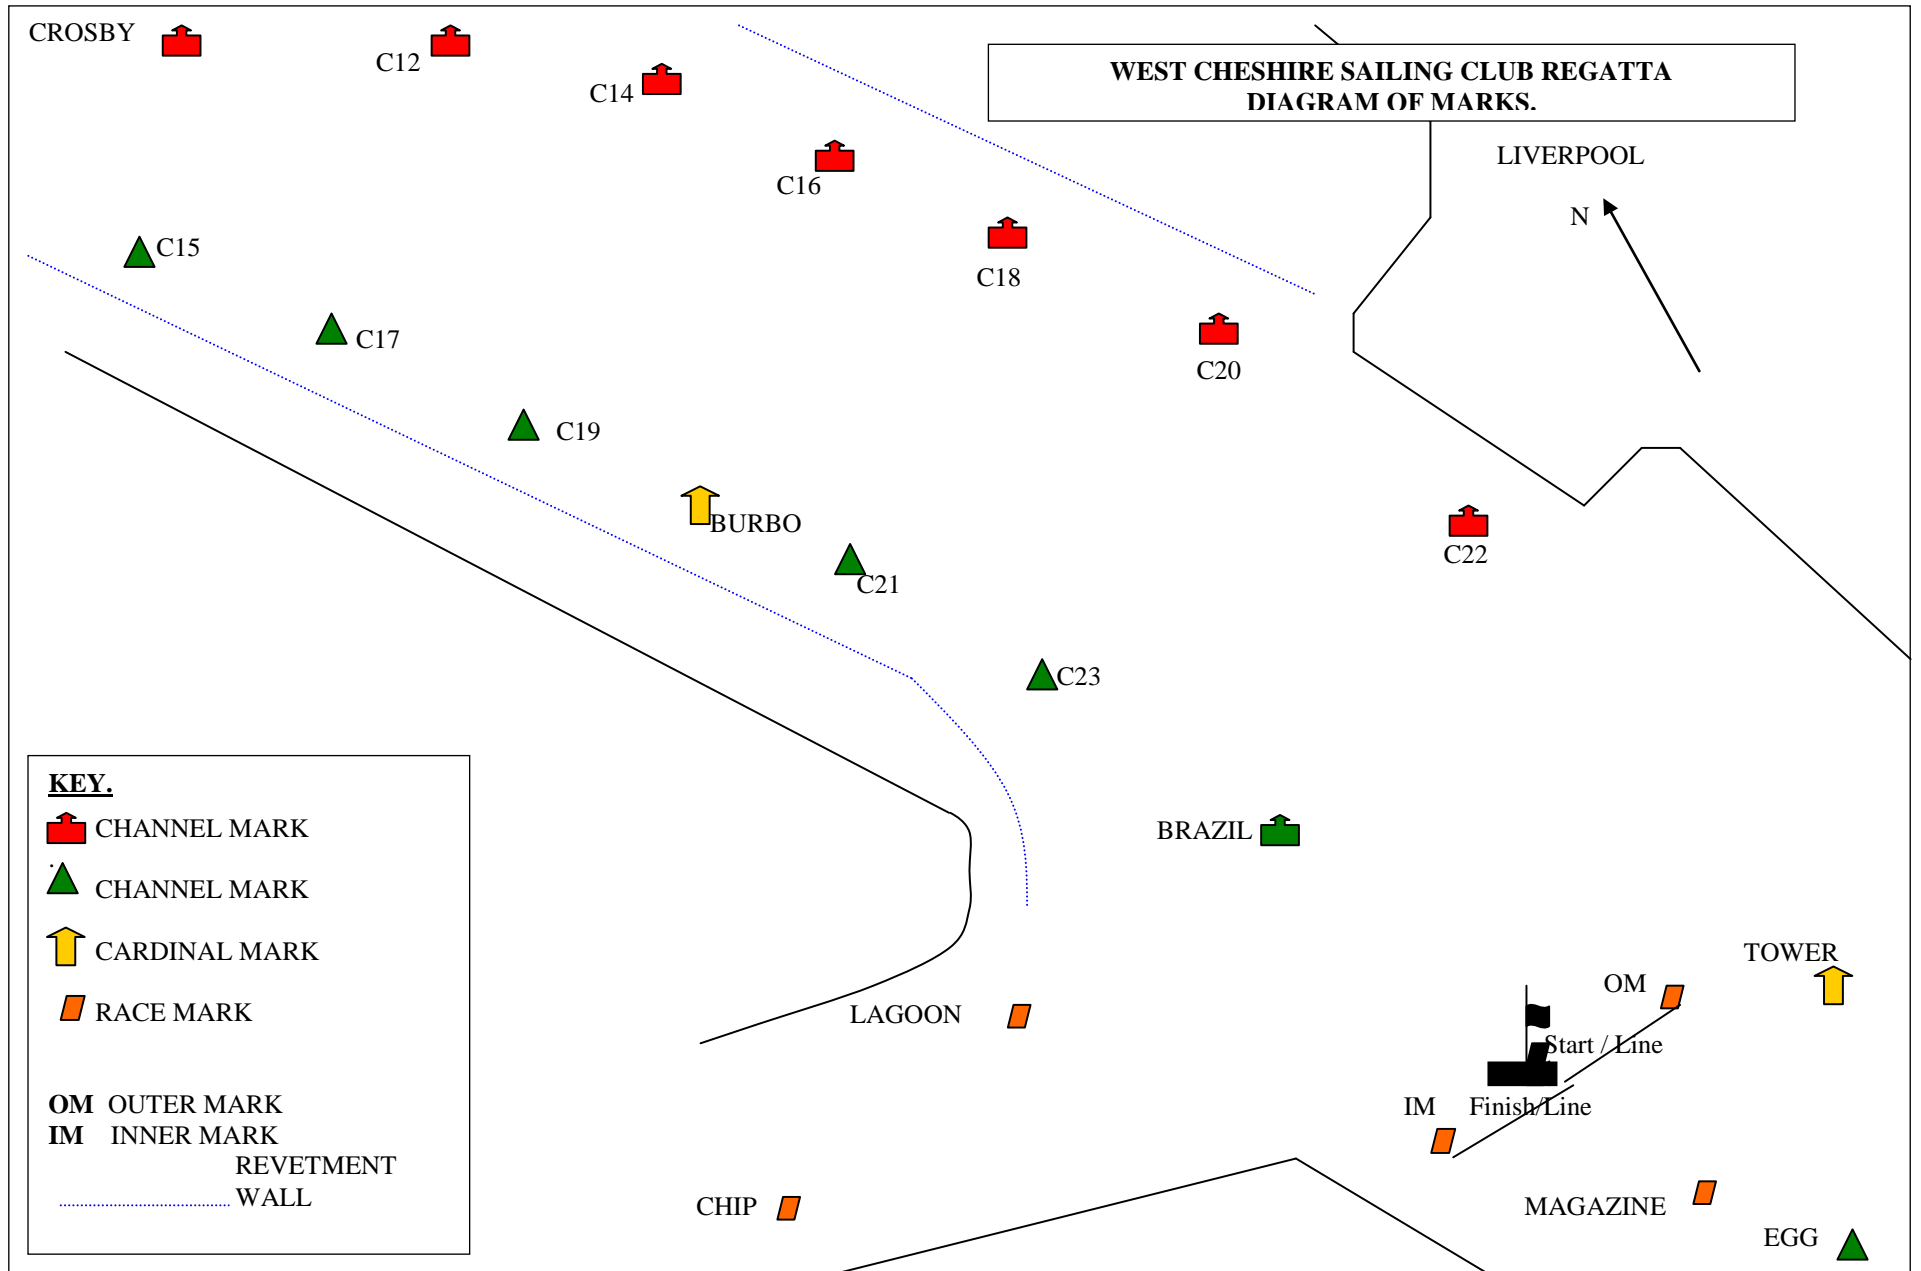 CROSBY
C12
C14
WEST CHESHIRE SAILING CLUB REGATTA
DIAGRAM OF MARKS.
LIVERPOOL
C16
N
C15
C18
C17
C20
C19
BURBO
C21
C22
C23
KEY.
CHANNEL MARK
CHANNEL MARK
CARDINAL MARK
RACE MARK
OM OUTER MARK
IM INNER MARK
REVETMENT
WALL
BRAZIL
TOWER
OM
LAGOON
Start / Line
IM
Finish/Line
CHIP
MAGAZINE
EGG